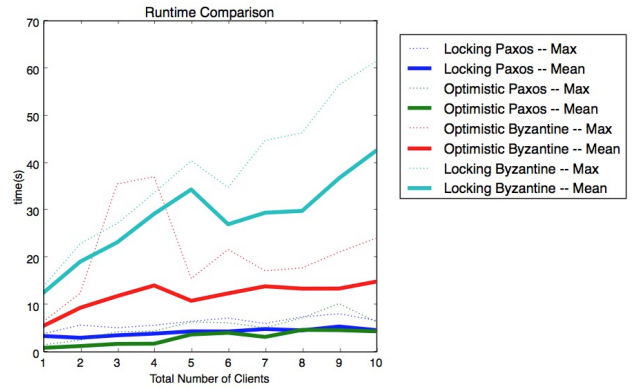 Runtime Comparison
70
60
50
40
30
20
10
0
time(s)
1 2 3 4 5 6 7 8 9 10
Total Number of Clients
Locking Paxos -- Max
Locking Paxos -- Mean
Optimistic Paxos -- Max
Optimistic Paxos -- Mean
Optimistic Byzantine -- Max
Optimistic Byzantine -- Mean
Locking Byzantine -- Max
Locking Byzantine -- Mean